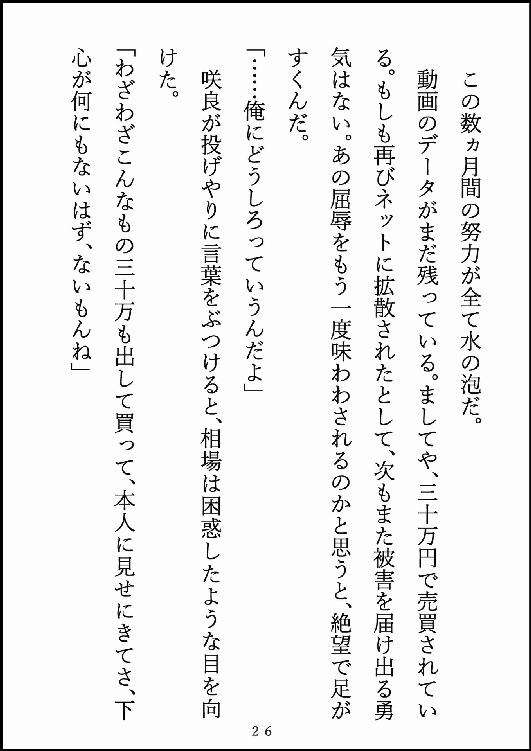 この数ヵ月間の努力が全て水の泡だ。
動画のデータがまだ残っている。ましてや、三十万円で売買されてい
る。もしも再びネットに拡散されたとして、次もまた被害を届け出る勇
気はない。あの屈辱をもう一度味わわされるのかと思うと、絶望で足が
すくんだ。
「……俺にどうしろっていうんだよ」
咲良が投げやりに言葉をぶつけると、相場は困惑したような目を向
けた。
「わざわざこんなもの三十万も出して買って、本人に見せにきてさ、下
心が何にもないはず、ないもんね」
26